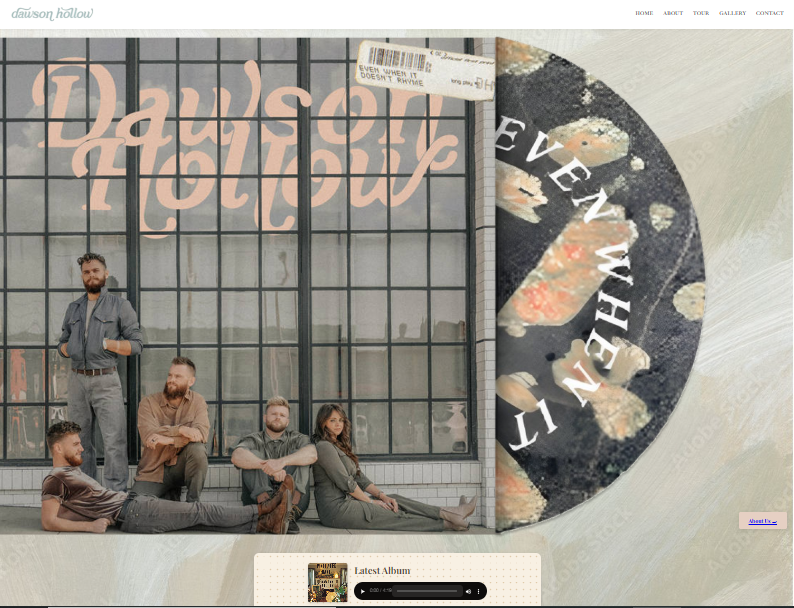 dawson hollow
HOME ABOUT TOUR GALLERY CONTACT
Dawson
Hollow
EVEN WHEN IT
DOESN'T RHYME
EVEN WHEN IT
About Us
Latest Album
0:00 / 4:19